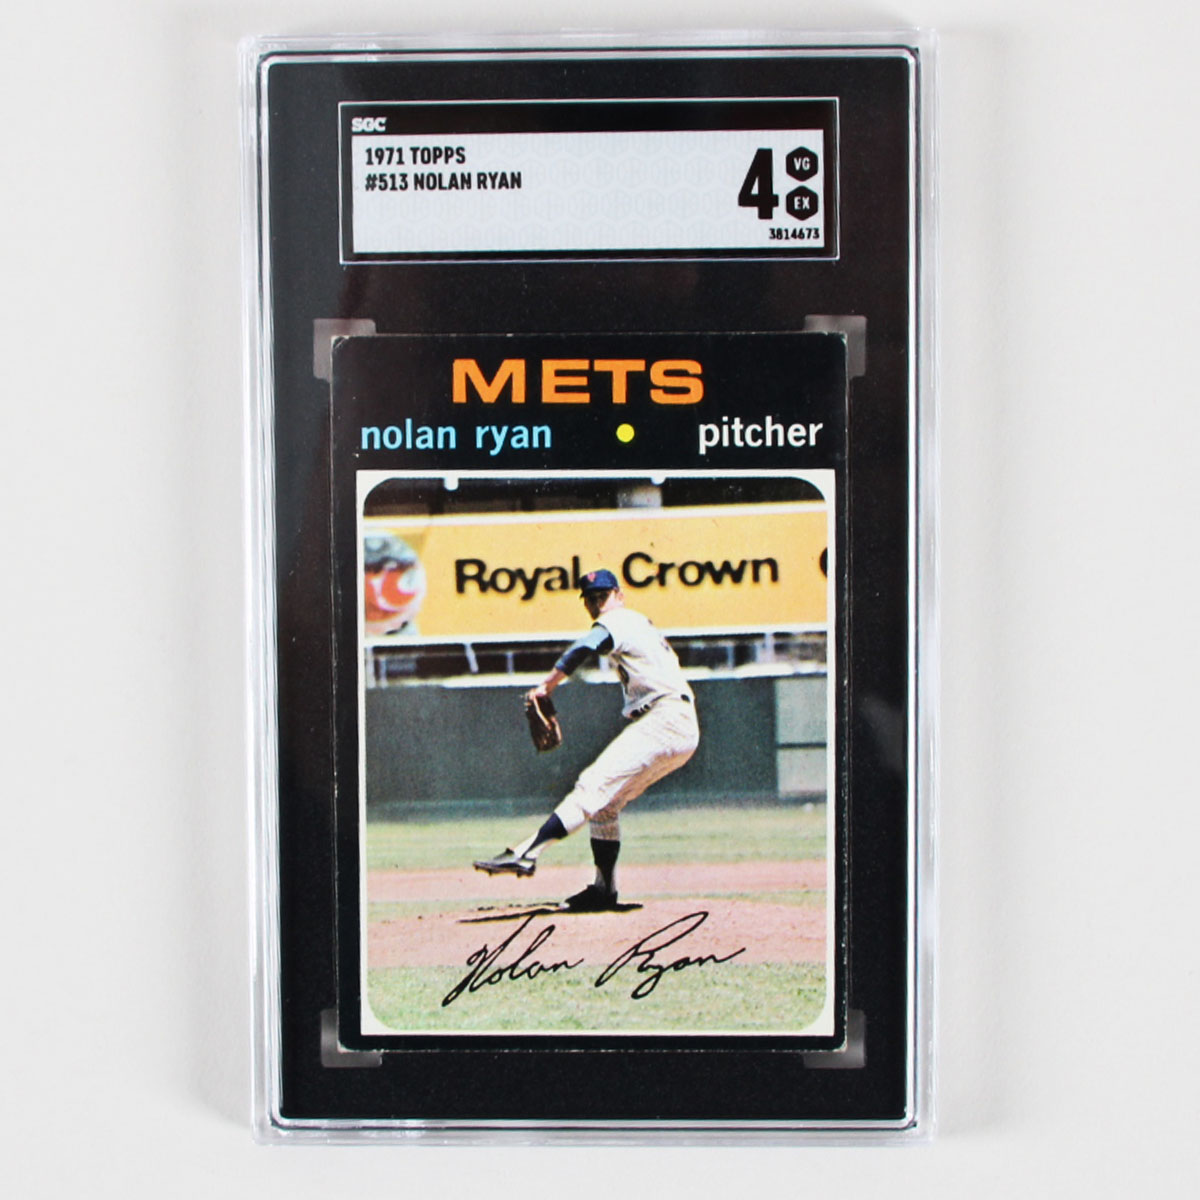 SGC
1971 TOPPS
#513 NOLAN RYAN
4 VG
EX
3814673
METS
nolan ryan • pitcher
Royal Crown
Nolan Ryan